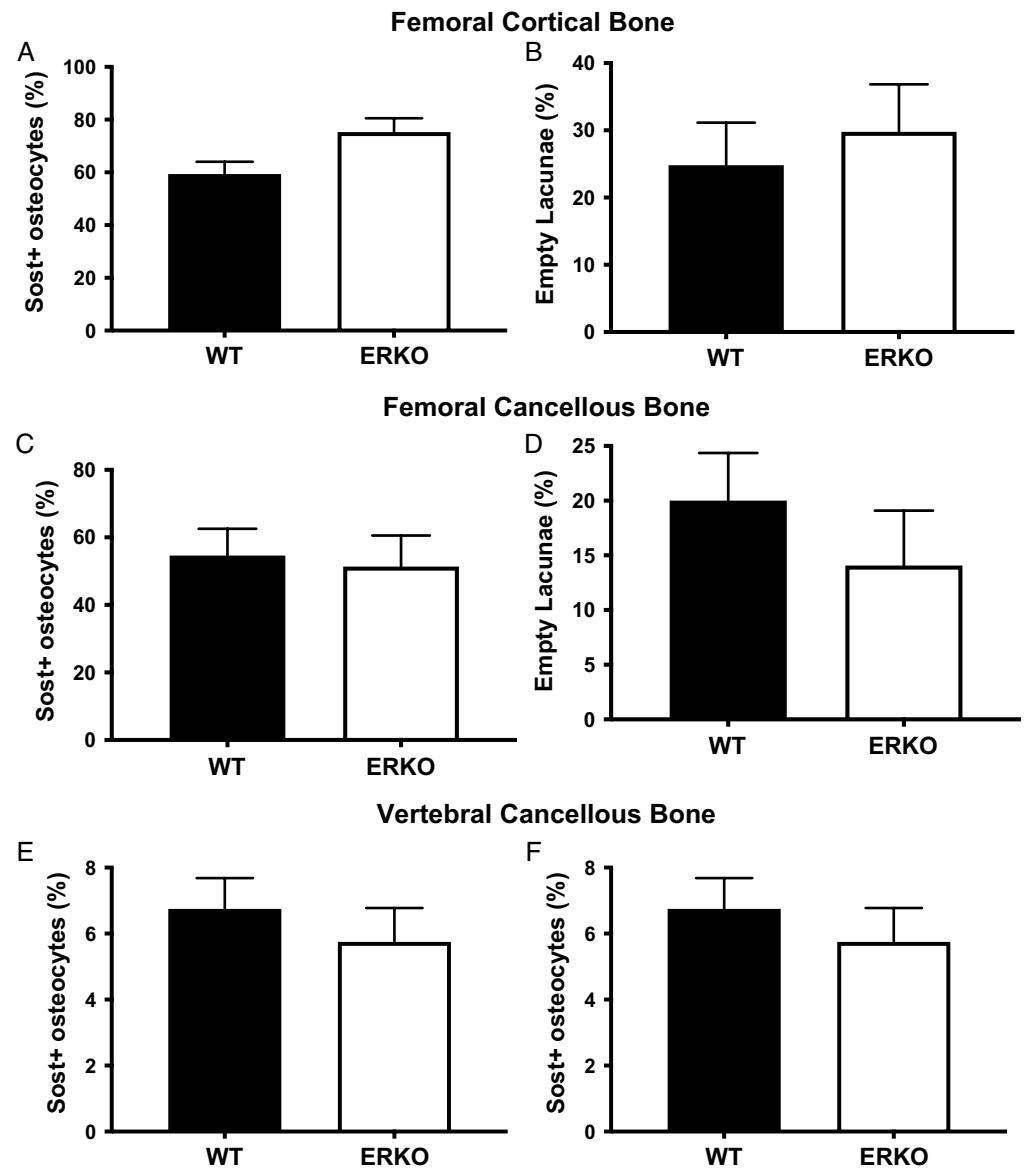 Femoral Cortical Bone
A
Sost+ osteocytes (%)
100
80
60
40
20
0
WT
ERKO
B
Empty Lacunae (%)
40
30
20
10
0
WT
ERKO
Femoral Cancellous Bone
C
Sost+ osteocytes (%)
80
60
40
20
0
WT
ERKO
D
Empty Lacunae (%)
25
20
15
10
5
0
WT
ERKO
Vertebral Cancellous Bone
E
Sost+ osteocytes (%)
8
6
4
2
0
WT
ERKO
F
Sost+ osteocytes (%)
8
6
4
2
0
WT
ERKO